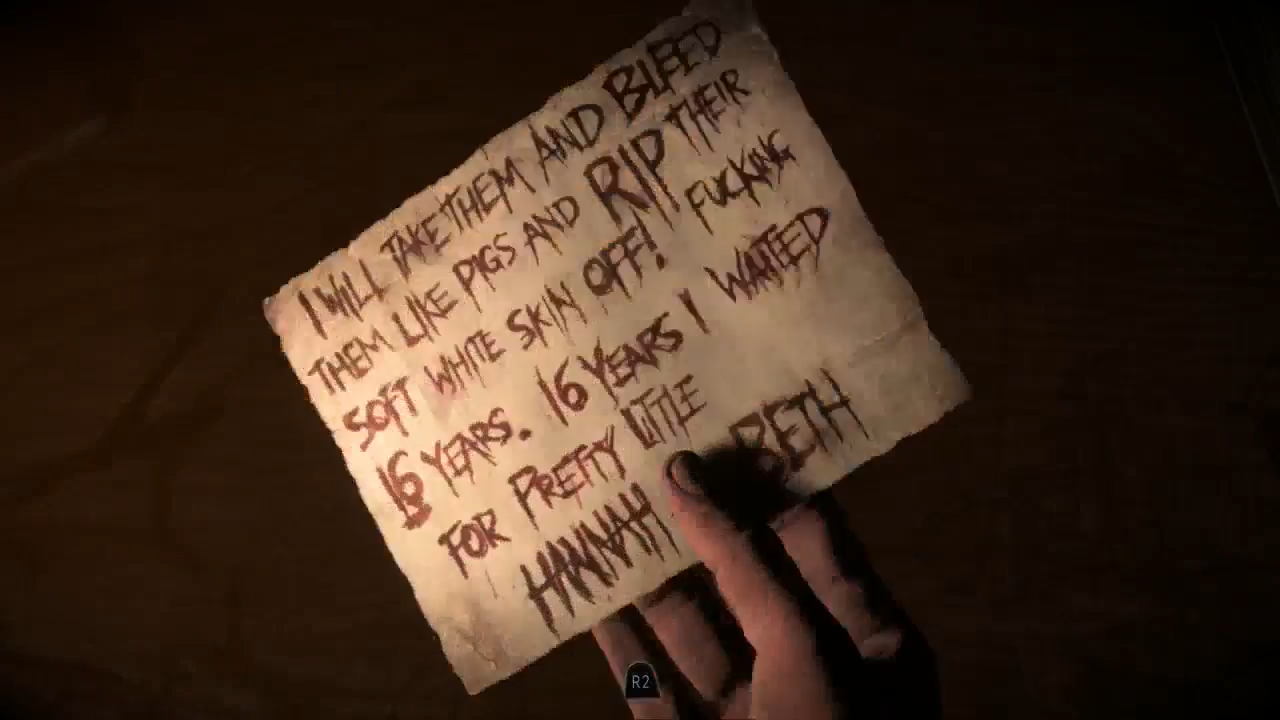 I WILL TAKE THEM AND BLEED
THEM LIKE PIGS AND RIP THEIR
SOFT WHITE SKIN OFF! FUCKING
16 YEARS. 16 YEARS I WAITED
FOR PRETTY LITTLE
HANNAH BETH
R2